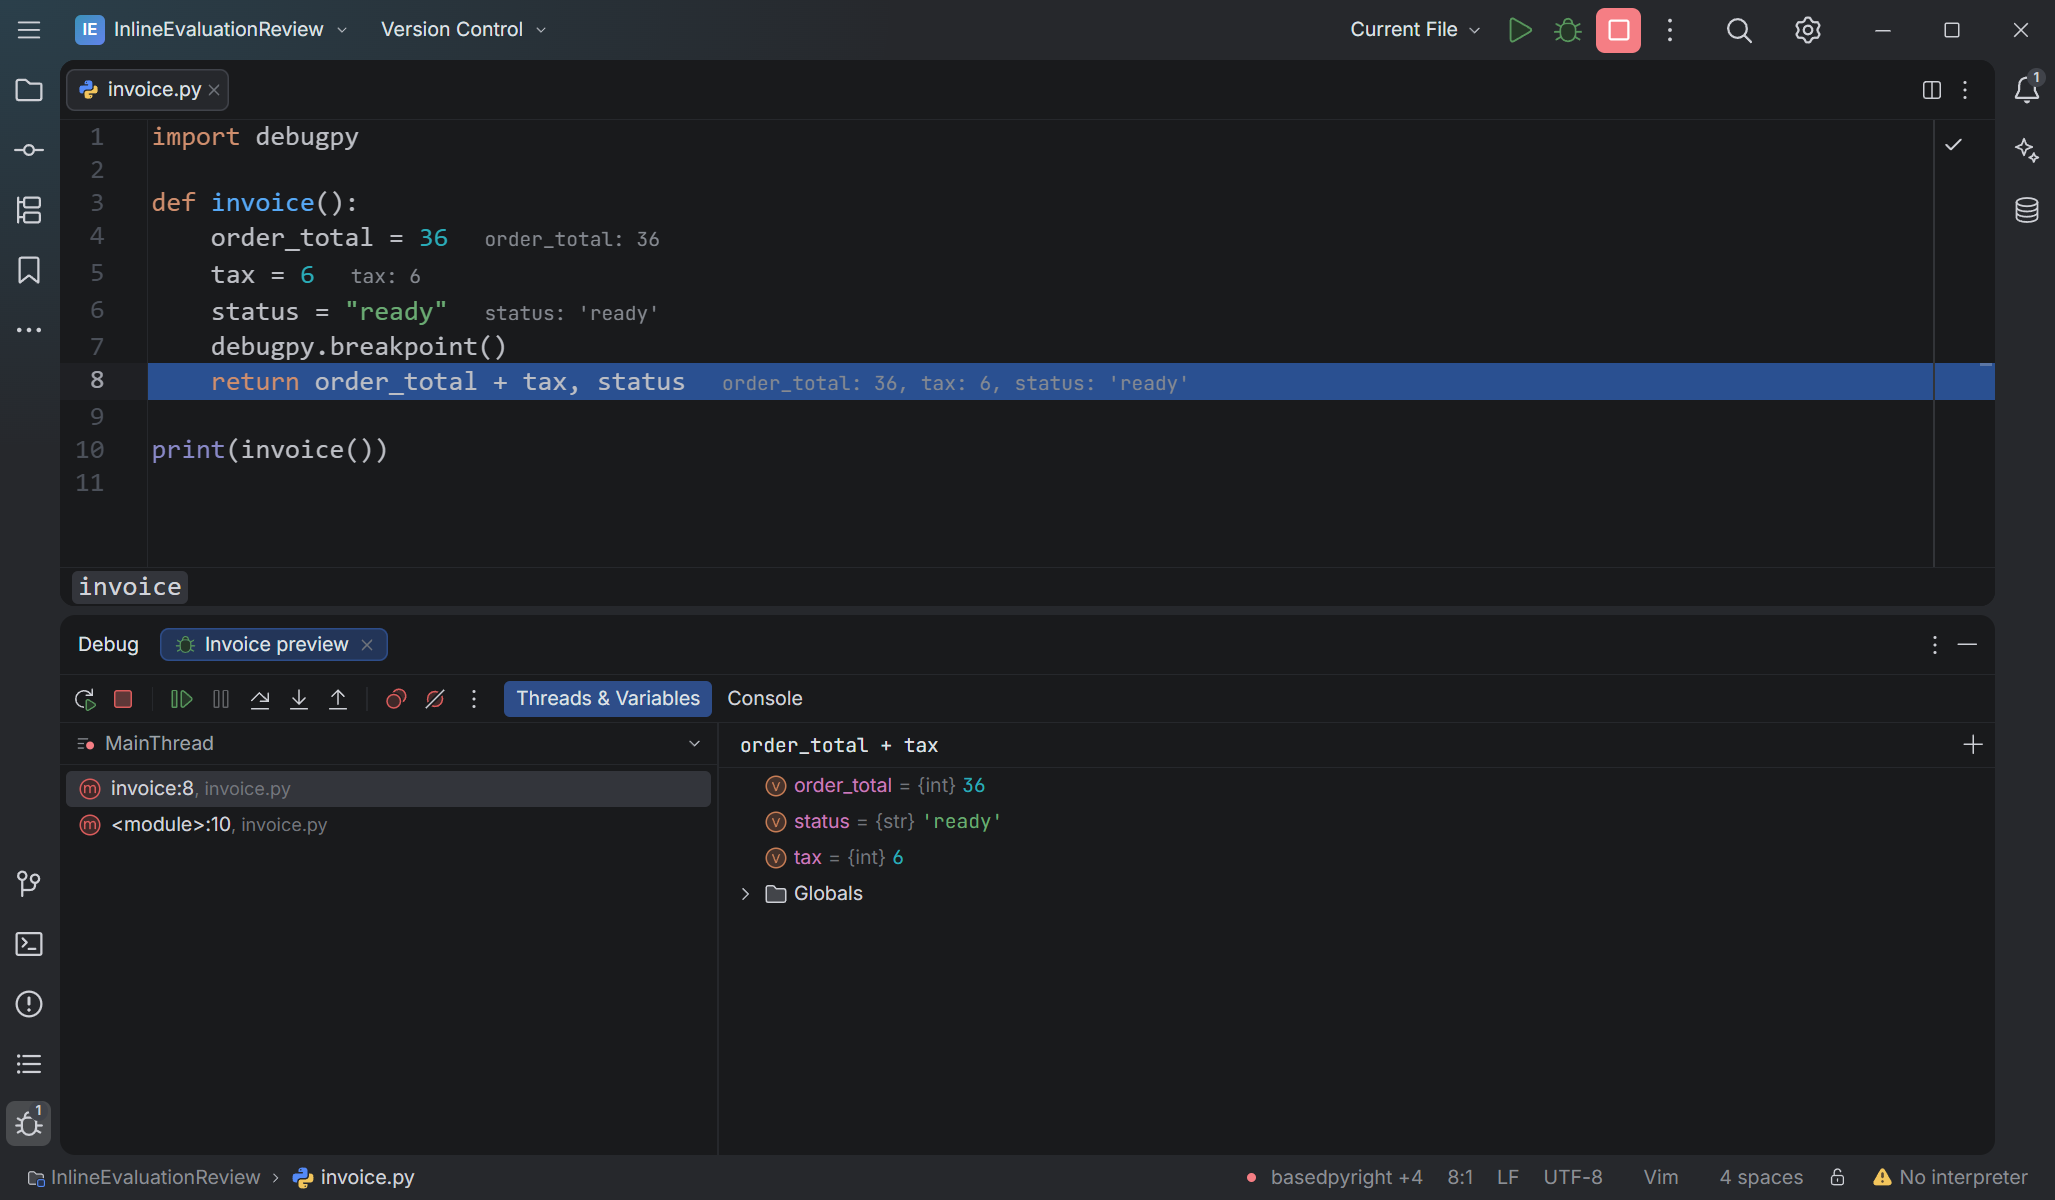 IE InlineEvaluationReview Version Control Current File
invoice.py
1
1 import debugpy
2
3 def invoice():
4 order_total = 36 order_total: 36
5 tax = 6 tax: 6
6 status = "ready" status: 'ready'
7 debugpy.breakpoint()
8 return order_total + tax, status order_total: 36, tax: 6, status: 'ready'
9
10 print(invoice())
11
invoice
Debug Invoice preview
Threads & Variables Console
MainThread
invoice:8, invoice.py
<module>:10, invoice.py
order_total + tax
order_total = {int} 36
status = {str} 'ready'
tax = {int} 6
Globals
1
InlineEvaluationReview › invoice.py basedpyright +4 8:1 LF UTF-8 Vim 4 spaces No interpreter